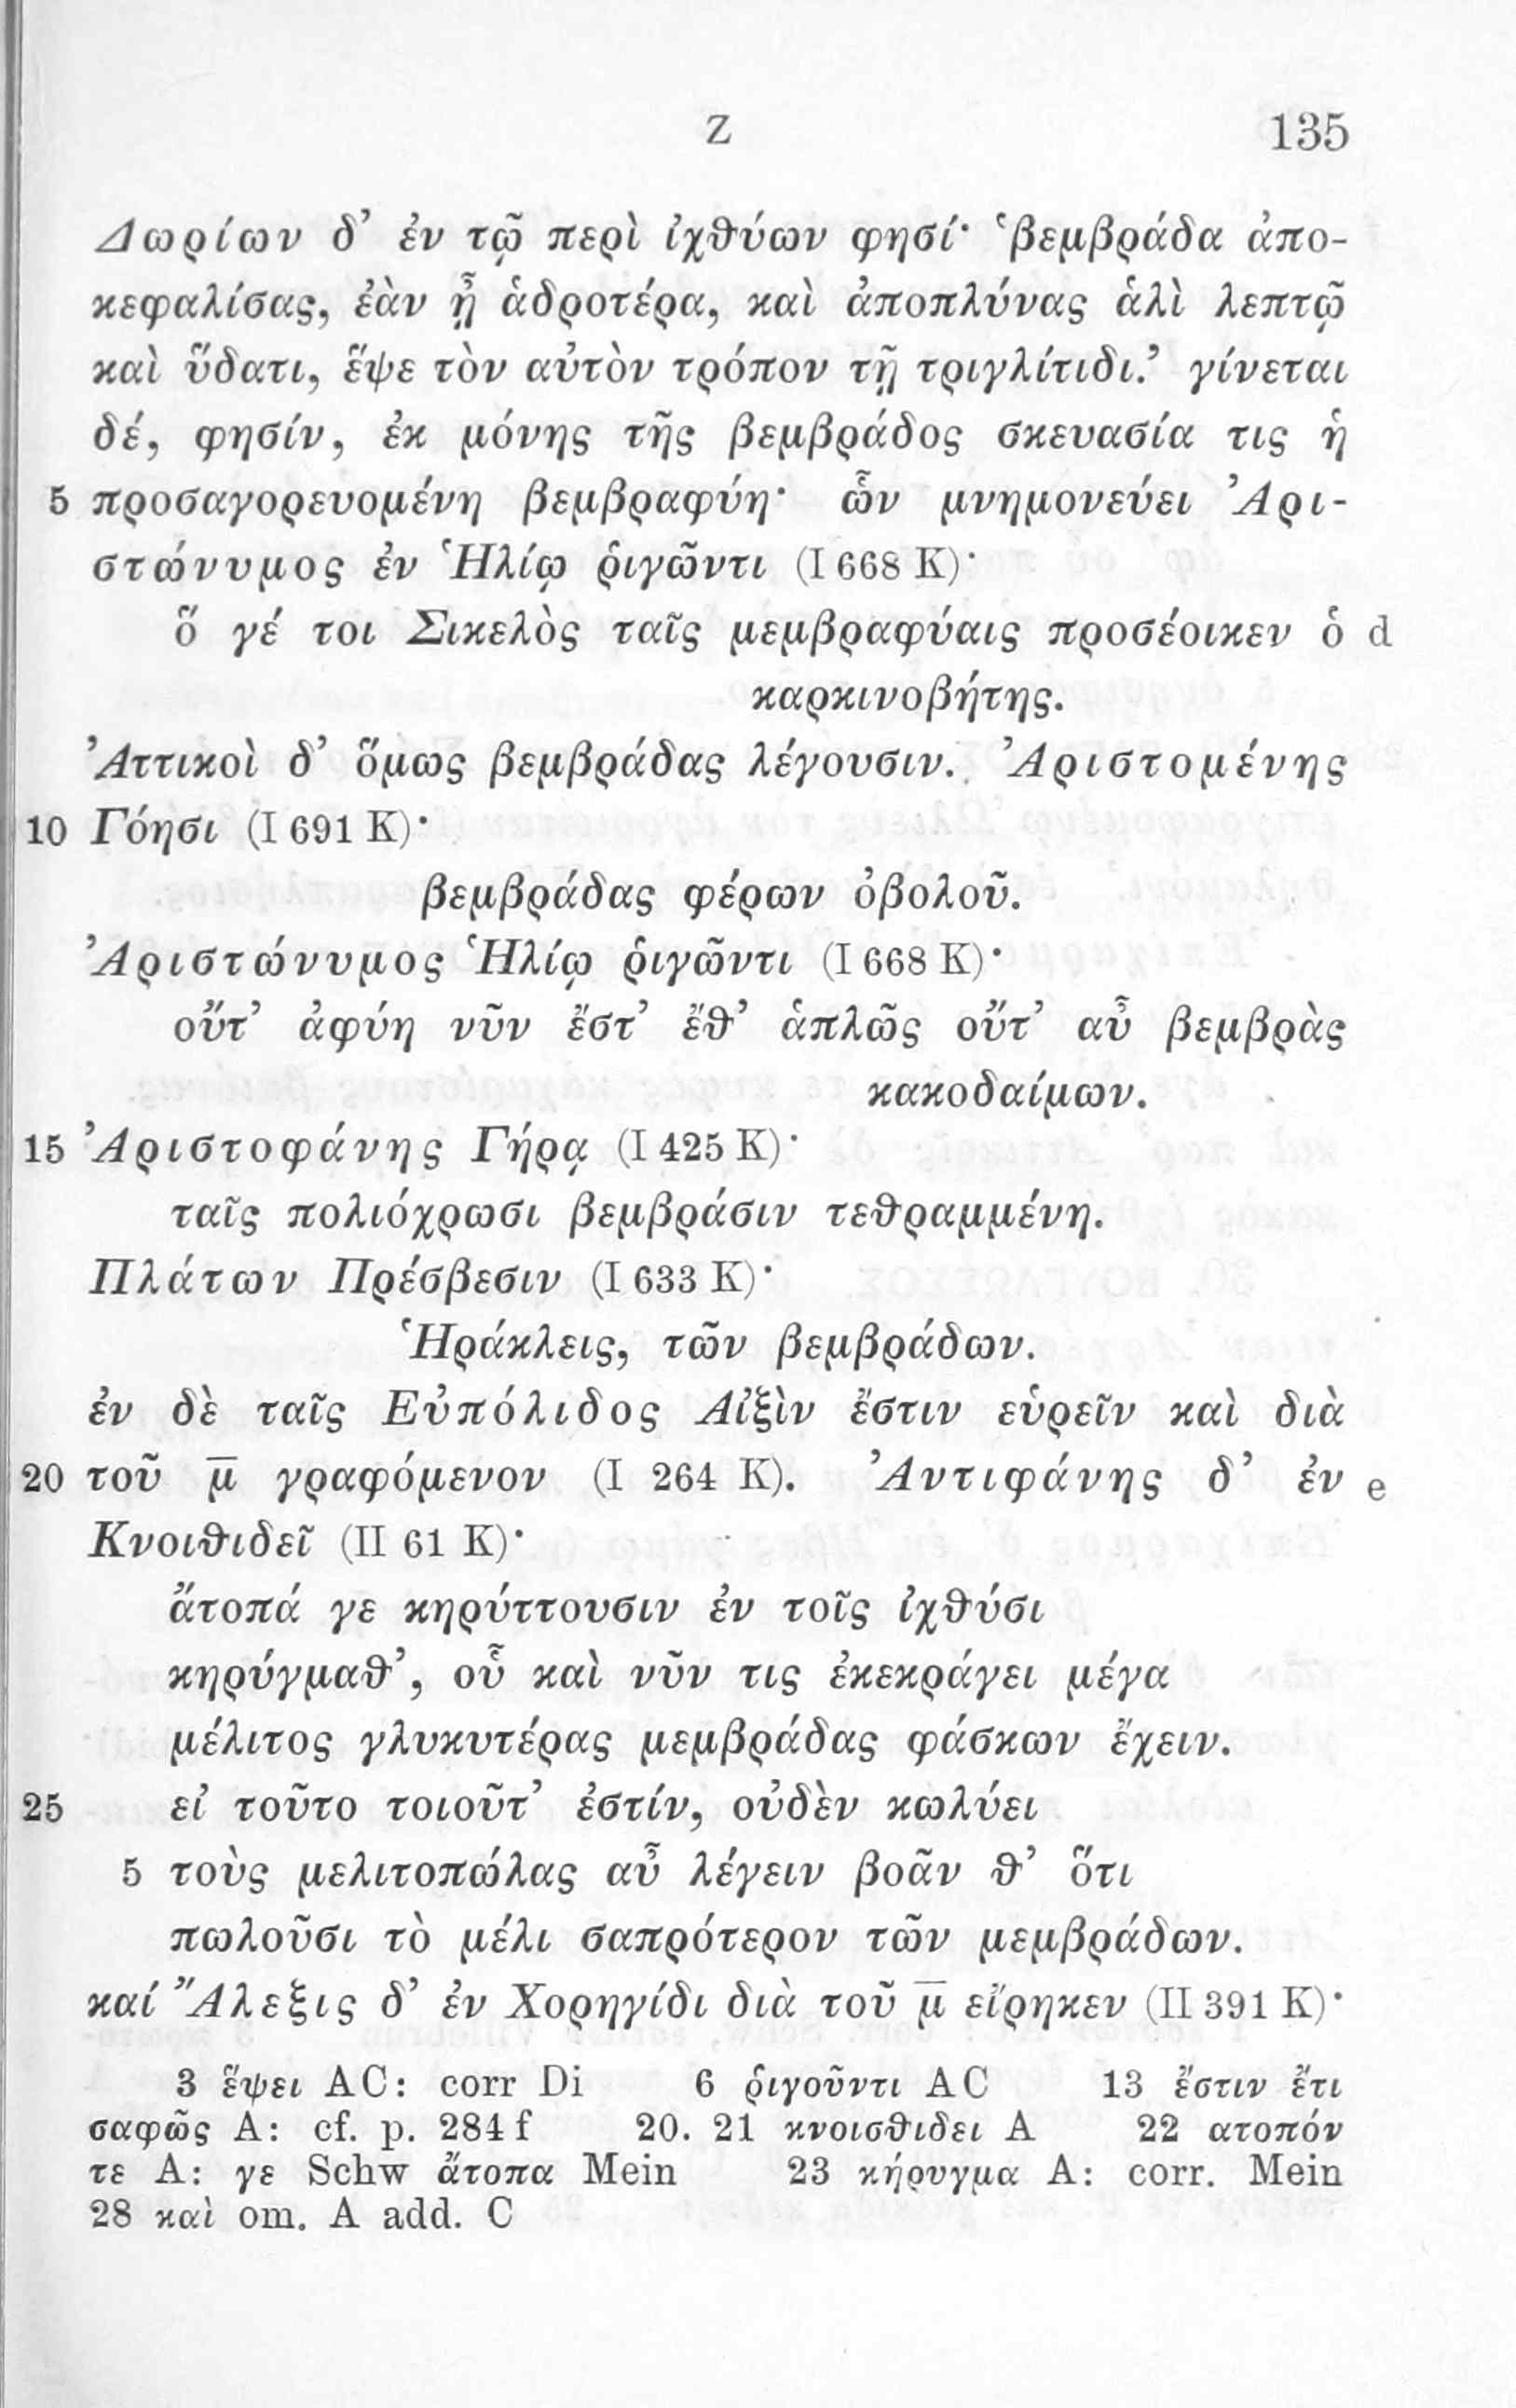 Z 135
Δωρίων δ’ ἐν τῷ περὶ ἰχθύων φησί· ‘βεμβράδα ἀπο-
κεφαλίσας, ἐὰν ᾖ ἁδροτέρα, καὶ ἀποπλύνας ἁλὶ λεπτῷ
καὶ ὕδατι, ἕψε τὸν αὐτὸν τρόπον τῇ τριγλίτιδι.’ γίνεται
δέ, φησίν, ἐκ μόνης τῆς βεμβράδος σκευασία τις ἡ
5 προσαγορευομένη βεμβραφύη· ὧν μνημονεύει Ἀρι-
στώνυμος ἐν Ἡλίῳ ῥιγῶντι (I 668 K)·
ὅ γέ τοι Σικελὸς ταῖς μεμβραφύαις προσέοικεν ὁ d
καρκινοβήτης.
Ἀττικοὶ δ’ ὅμως βεμβράδας λέγουσιν. Ἀριστομένης
10 Γόησι (I 691 K)·
βεμβράδας φέρων ὀβολοῦ.
Ἀριστώνυμος Ἡλίῳ ῥιγῶντι (I 668 K)·
οὔτ’ ἀφύη νῦν ἔστ’ ἔθ’ ἁπλῶς οὔτ’ αὖ βεμβρὰς
κακοδαίμων.
15 Ἀριστοφάνης Γήρᾳ (I 425 K)·
ταῖς πολιόχρωσι βεμβράσιν τεθραμμένη.
Πλάτων Πρέσβεσιν (I 633 K)·
Ἡράκλεις, τῶν βεμβράδων.
ἐν δὲ ταῖς Εὐπόλιδος Αἰξὶν ἔστιν εὑρεῖν καὶ διὰ
20 τοῦ μ̅ γραφόμενον (I 264 K). Ἀντιφάνης δ’ ἐν e
Κνοιθιδεῖ (II 61 K)·
ἄτοπά γε κηρύττουσιν ἐν τοῖς ἰχθύσι
κηρύγμαθ’, οὗ καὶ νῦν τις ἐκεκράγει μέγα
μέλιτος γλυκυτέρας μεμβράδας φάσκων ἔχειν.
25 εἰ τοῦτο τοιοῦτ’ ἐστίν, οὐδὲν κωλύει
5 τοὺς μελιτοπώλας αὖ λέγειν βοᾶν θ’ ὅτι
πωλοῦσι τὸ μέλι σαπρότερον τῶν μεμβράδων.
καί Ἄλεξις δ’ ἐν Χορηγίδι διὰ τοῦ μ̅ εἴρηκεν (II 391 K)·
3 ἕψει AC: corr Di 6 ῥιγοῦντι AC 13 ἔστιν ἔτι
σαφῶς A: cf. p. 284 f 20. 21 κνοισθιδει A 22 ατοπόν
τε A: γε Schw ἄτοπα Mein 23 κήρυγμα A: corr. Mein
28 καὶ om. A add. C